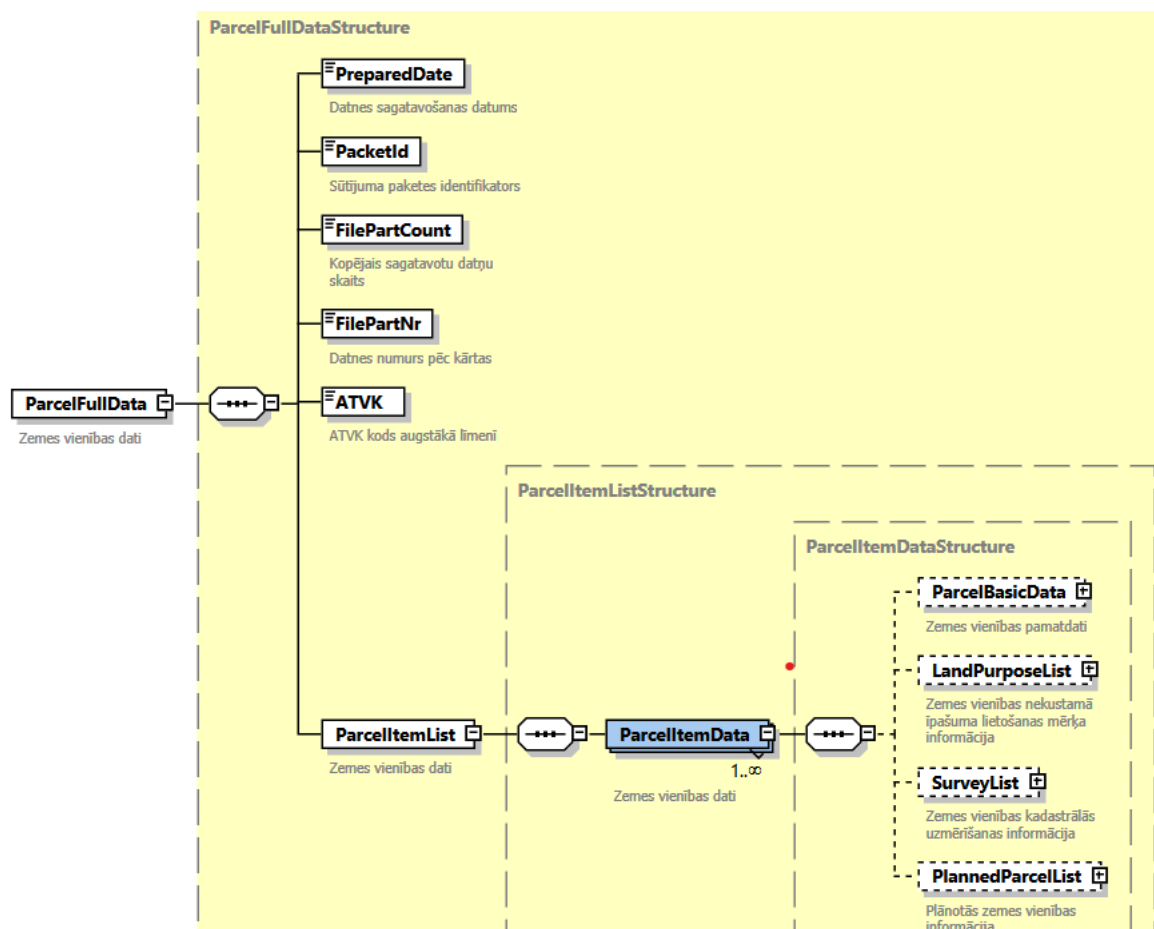 ParcelFullDataStructure
PreparedDate
Datnes sagatavošanas datums
PacketId
Sūtījuma paketes identifikators
FilePartCount
Kopējais sagatavotu datņu
skaits
FilePartNr
Datnes numurs pēc kārtas
ParcelFullData
Zemes vienības dati
ATVK
ATVK kods augstākā līmenī
ParcelItemListStructure
ParcelItemDataStructure
ParcelBasicData
Zemes vienības pamatdati
LandPurposeList
Zemes vienības nekustamā
īpašuma lietošanas mērķa
informācija
ParcelItemList
Zemes vienības dati
ParcelItemData
1..∞
Zemes vienības dati
SurveyList
Zemes vienības kadastrālās
uzmērīšanas informācija
PlannedParcelList
Plānotās zemes vienības
informācija